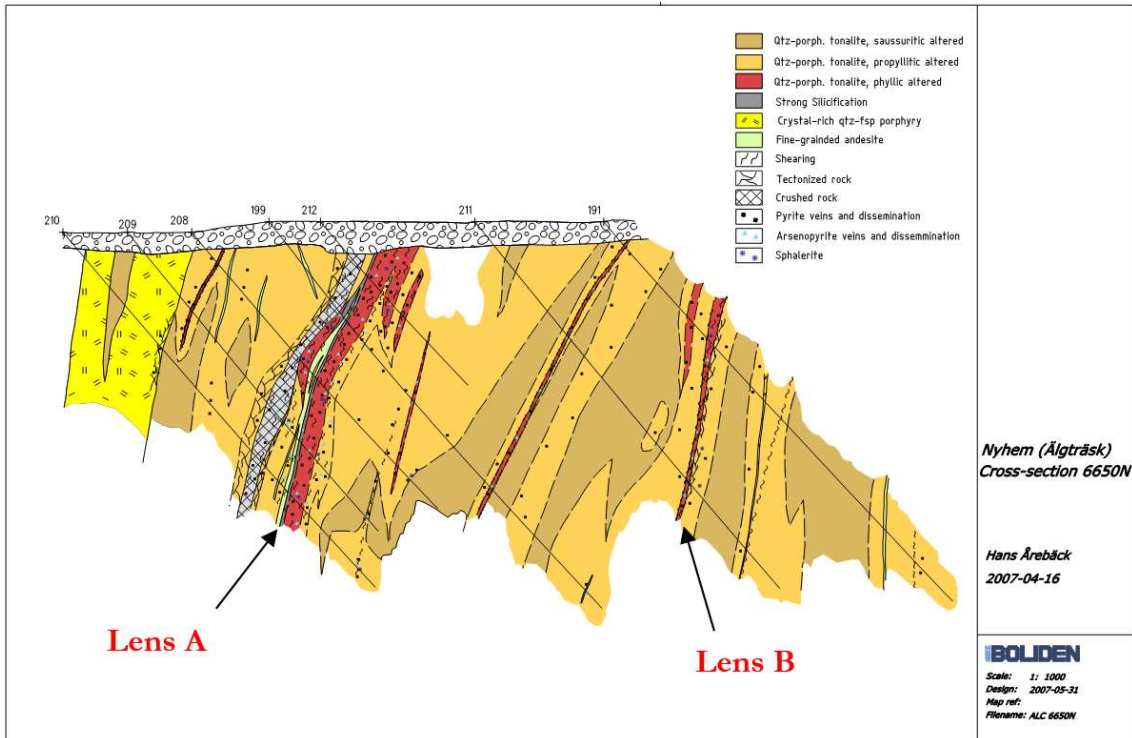 Qtz-porph. tonalite, saussuritic altered
Qtz-porph. tonalite, propyllitic altered
Qtz-porph. tonalite, phyllic altered
Strong Silicification
Crystal-rich qtz-fsp porphyry
Fine-grainded andesite
Shearing
Tectonized rock
Crushed rock
Pyrite veins and dissemination
Arsenopyrite veins and dissemmination
Sphalerite
210
209
208
199
212
211
191
Lens A
Lens B
Nyhem (Älgträsk)
Cross-section 6650N
Hans Årebäck
2007-04-16
BOLIDEN
Scale: 1: 1000
Design: 2007-05-31
Map ref:
Filename: ALC 6650N